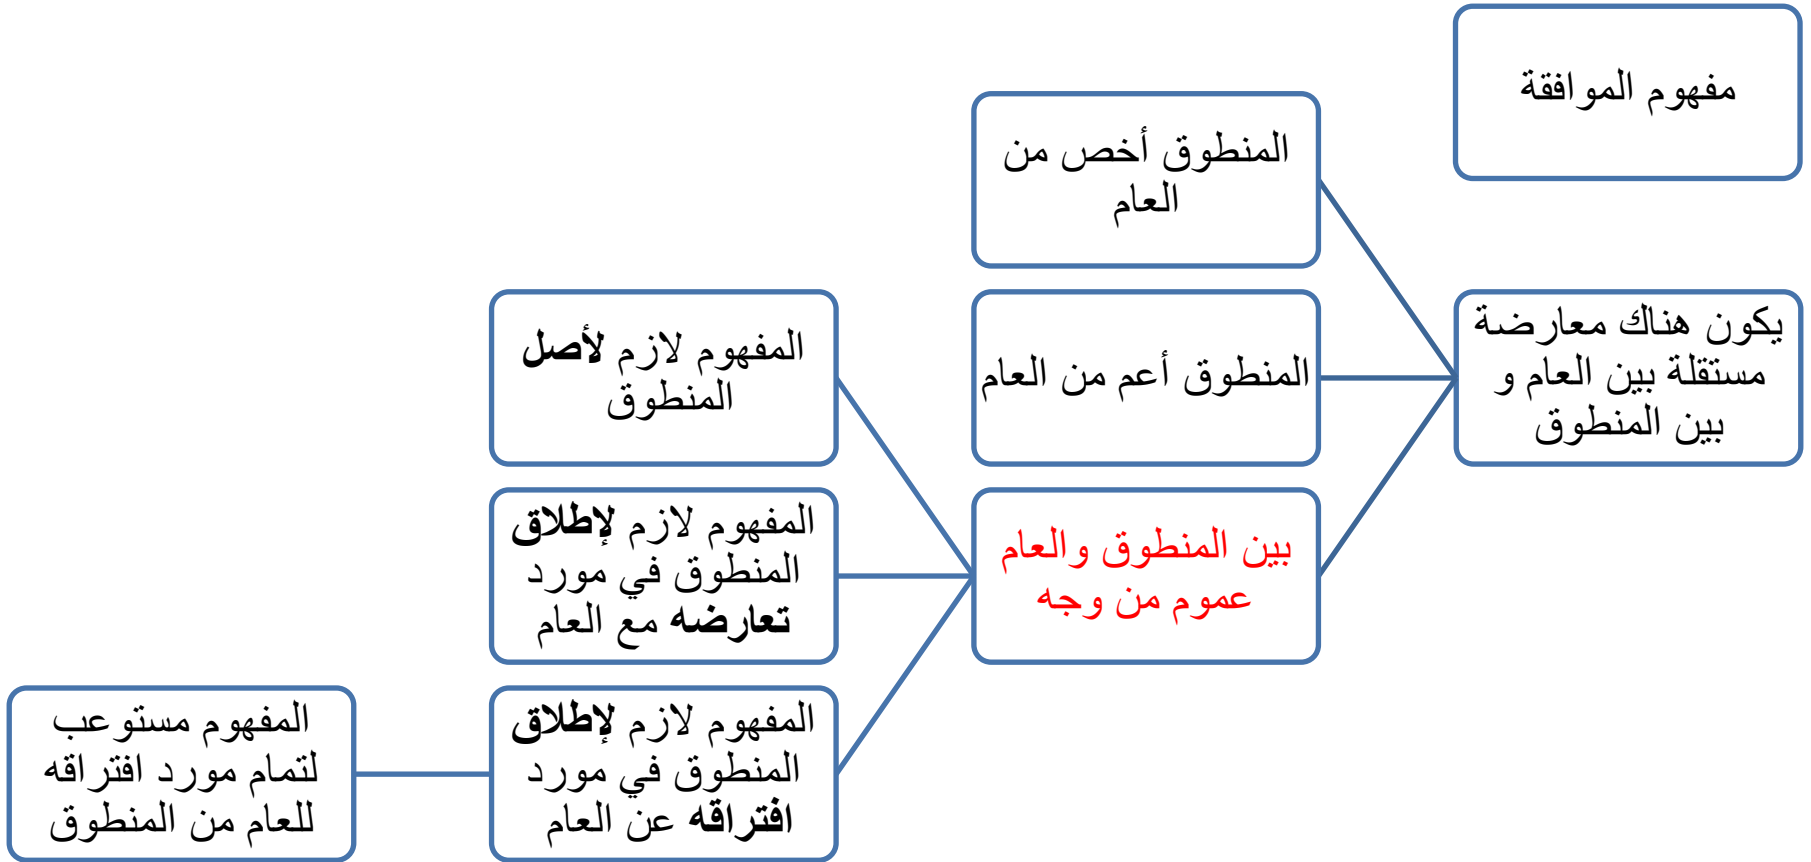 مفهوم الموافقة
يكون هناك معارضة
مستقلة بين العام و
بين المنطوق
المنطوق أخص من
العام
المنطوق أعم من العام
بين المنطوق والعام
عموم من وجه
المفهوم لازم لأصل
المنطوق
المفهوم لازم لإطلاق
المنطوق في مورد
تعارضه مع العام
المفهوم لازم لإطلاق
المنطوق في مورد
افتراقه عن العام
المفهوم مستوعب
لتمام مورد افتراقه
للعام من المنطوق